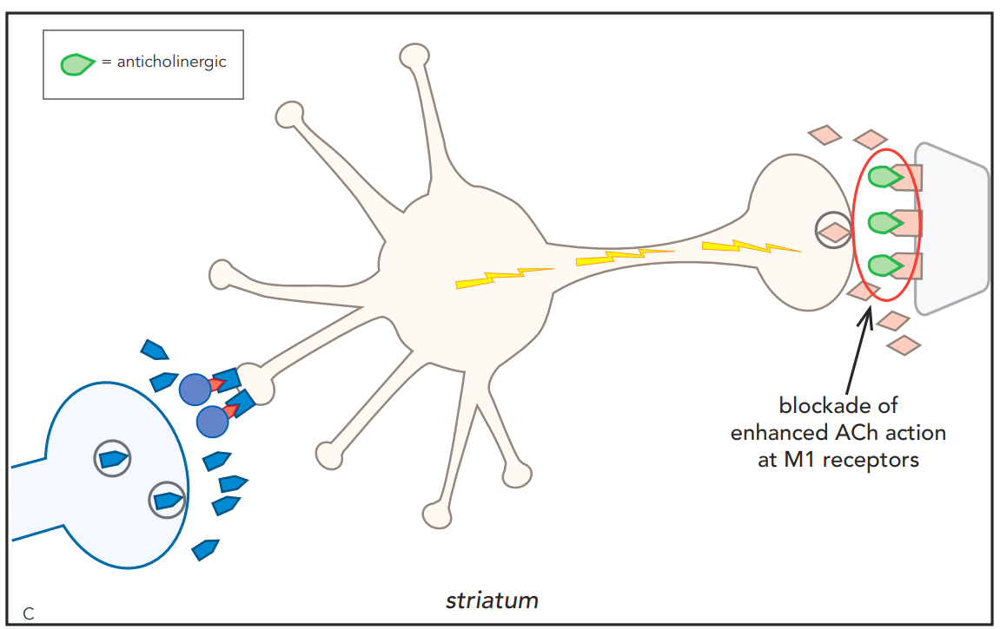 = anticholinergic
blockade of
enhanced ACh action
at M1 receptors
striatum
C